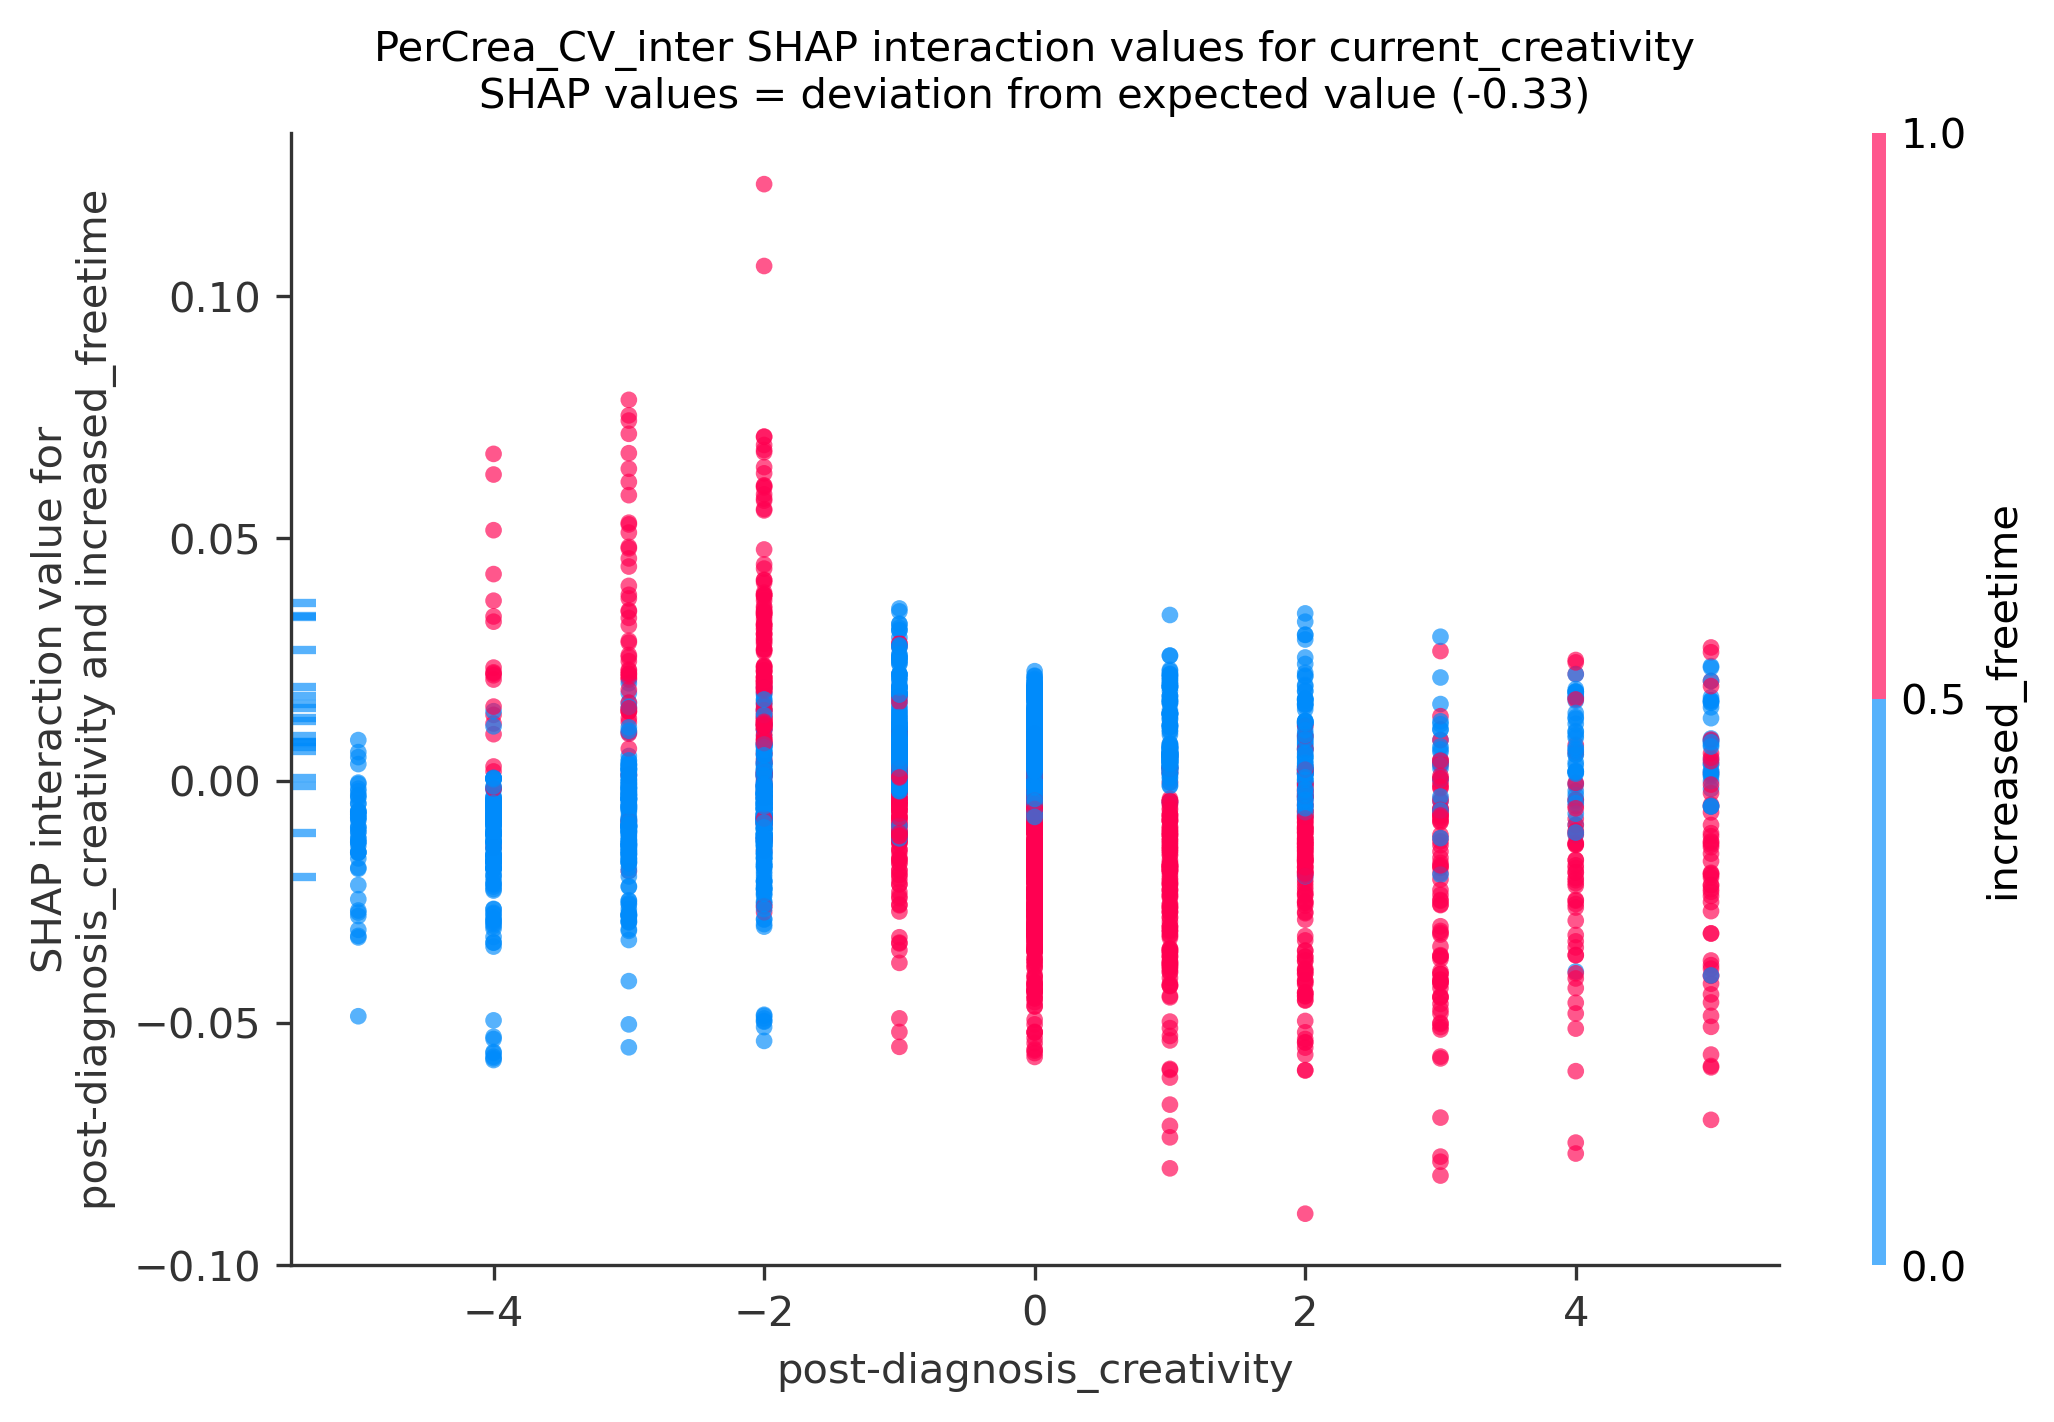 PerCrea_CV_inter SHAP interaction values for current_creativity
SHAP values = deviation from expected value (-0.33)
SHAP interaction value for
post-diagnosis_creativity and increased_freetime
0.10
0.05
0.00
−0.05
−0.10
−4
−2
0
2
4
post-diagnosis_creativity
1.0
0.5
0.0
increased_freetime